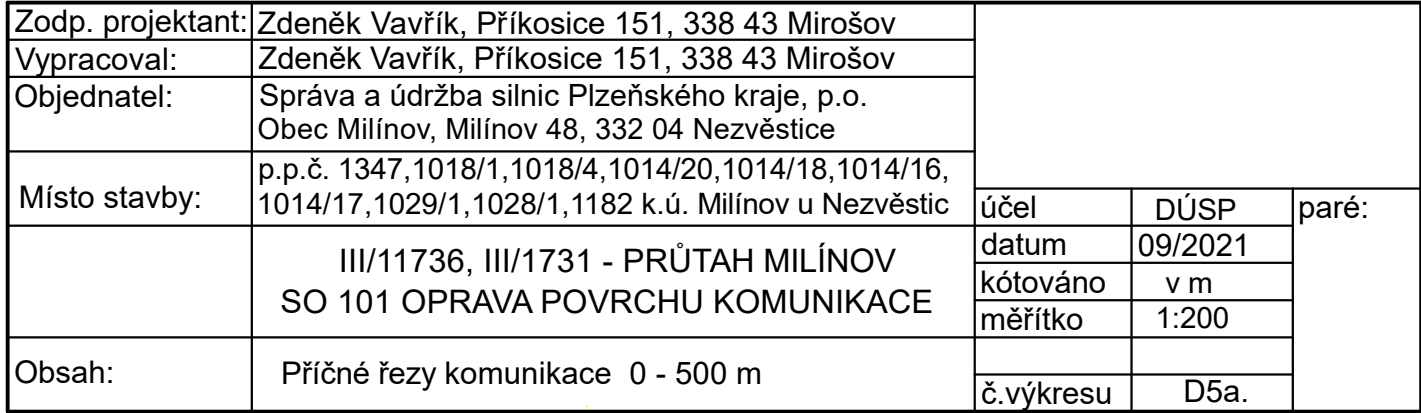 Zodp. projektant: Zdeněk Vavřík, Příkosice 151, 338 43 Mirošov
Vypracoval: Zdeněk Vavřík, Příkosice 151, 338 43 Mirošov
Objednatel: Správa a údržba silnic Plzeňského kraje, p.o.
Obec Milínov, Milínov 48, 332 04 Nezvěstice
Místo stavby: p.p.č. 1347,1018/1,1018/4,1014/20,1014/18,1014/16,
1014/17,1029/1,1028/1,1182 k.ú. Milínov u Nezvěstic
III/11736, III/1731 - PRŮTAH MILÍNOV
SO 101 OPRAVA POVRCHU KOMUNIKACE
Obsah: Příčné řezy komunikace 0 - 500 m
účel DÚSP
datum 09/2021
kótováno v m
měřítko 1:200
č.výkresu D5a.
paré: